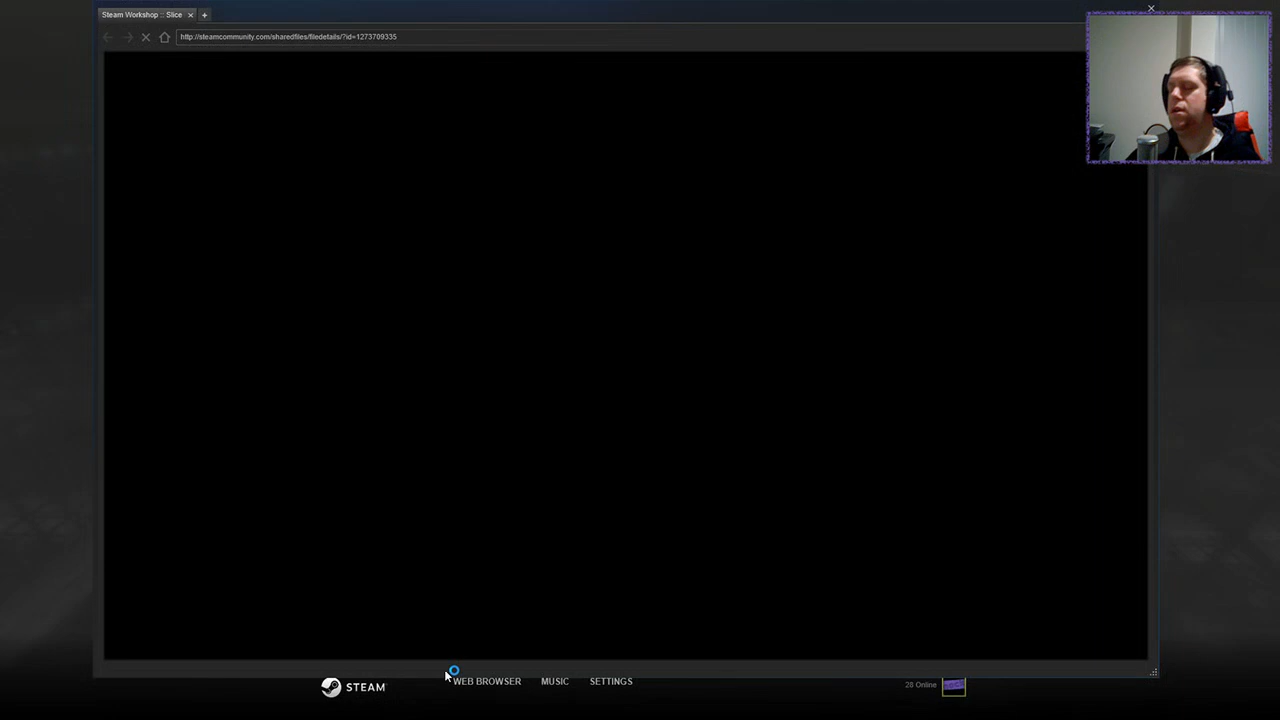 Steam Workshop :: Slice
http://steamcommunity.com/sharedfiles/filedetails/?id=1273709335
STEAM
WEB BROWSER
MUSIC
SETTINGS
28 Online